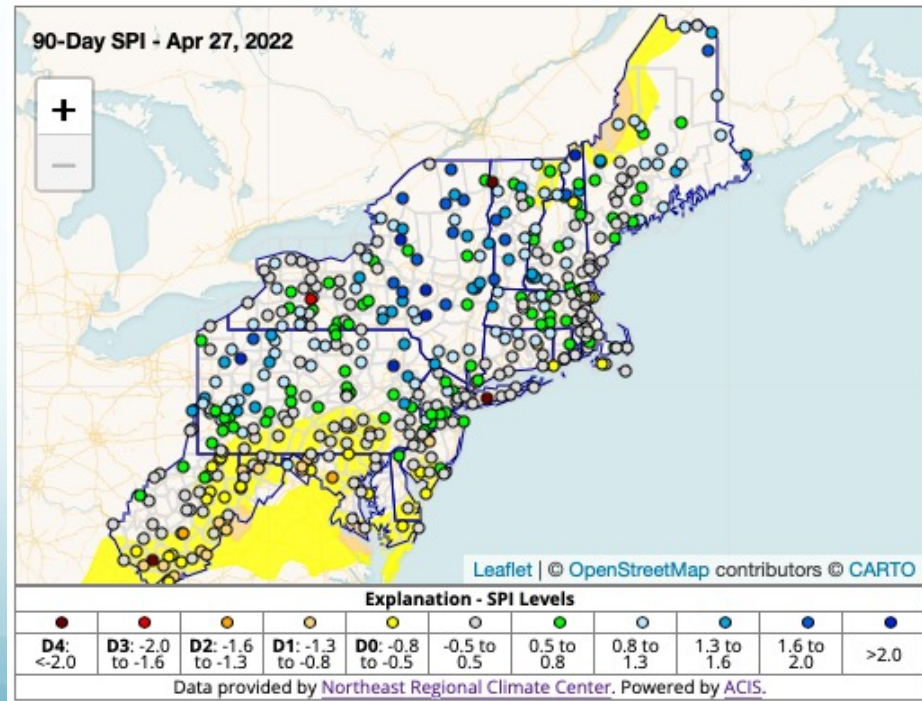 90-Day SPI - Apr 27, 2022
+
−
Leaflet | © OpenStreetMap contributors © CARTO
Explanation - SPI Levels
D4: <-2.0
D3: -2.0 to -1.6
D2: -1.6 to -1.3
D1: -1.3 to -0.8
D0: -0.8 to -0.5
-0.5 to 0.5
0.5 to 0.8
0.8 to 1.3
1.3 to 1.6
1.6 to 2.0
>2.0
Data provided by Northeast Regional Climate Center. Powered by ACIS.